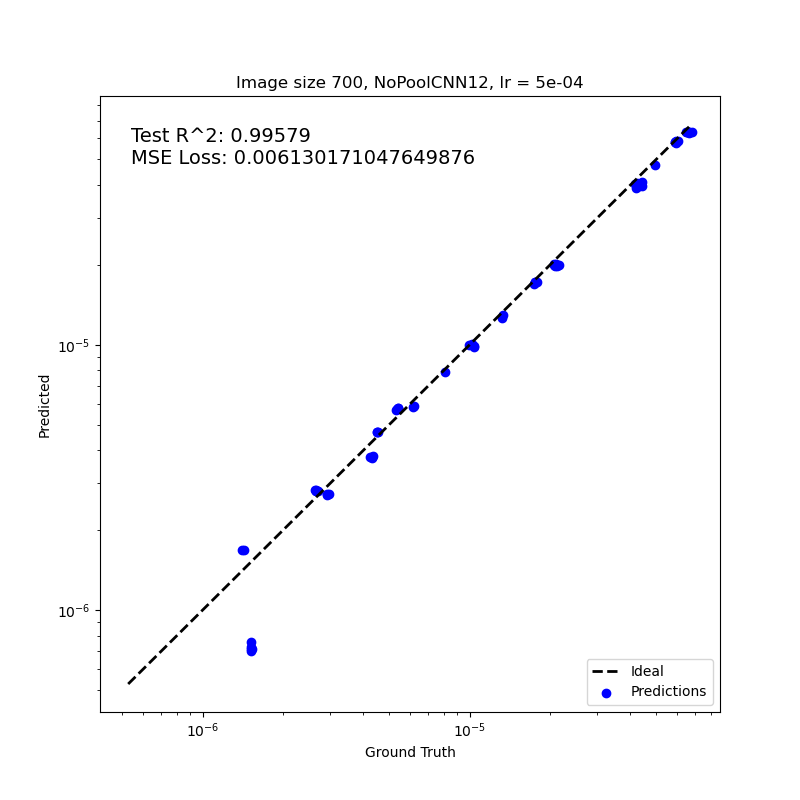 Image size 700, NoPoolCNN12, lr = 5e-04
Test R^2: 0.99579
MSE Loss: 0.006130171047649876
Predicted
10⁻⁵
10⁻⁶
Ideal
Predictions
10⁻⁶
10⁻⁵
Ground Truth